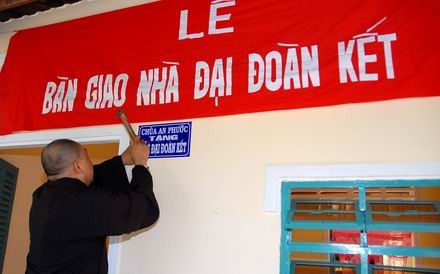 LỄ
BÀN GIAO NHÀ ĐẠI ĐOÀN KẾT
CHÙA AN PHƯỚC
TẶNG
ĐẠI ĐOÀN KẾT